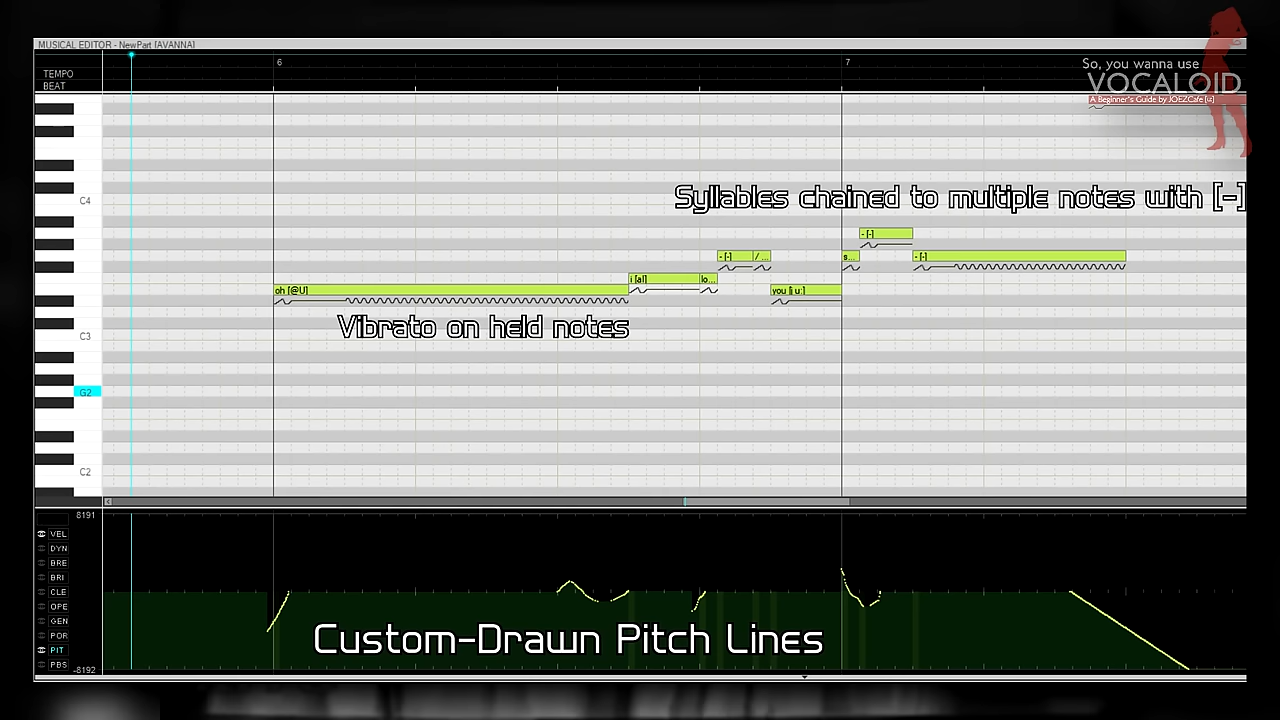 MUSICAL EDITOR - NewPart [AVANNA]
6
7
TEMPO
BEAT
So, you wanna use
VOCALOID
A Beginner's Guide by JOEZCafe [4]
C4
Syllables chained to multiple notes with [-]
- [-]
- [-]
/ ...
s...
- [-]
i [aI]
lo...
oh [@U]
you [j u:]
Vibrato on held notes
C3
G2
C2
8191
VEL
DYN
BRE
BRI
CLE
OPE
GEN
POR
PIT
PBS
-8192
Custom-Drawn Pitch Lines